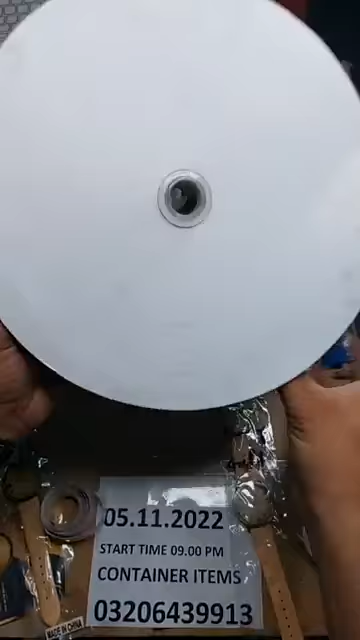 05.11.2022
START TIME 09.00 PM
CONTAINER ITEMS
03206439913
MADE IN CHINA